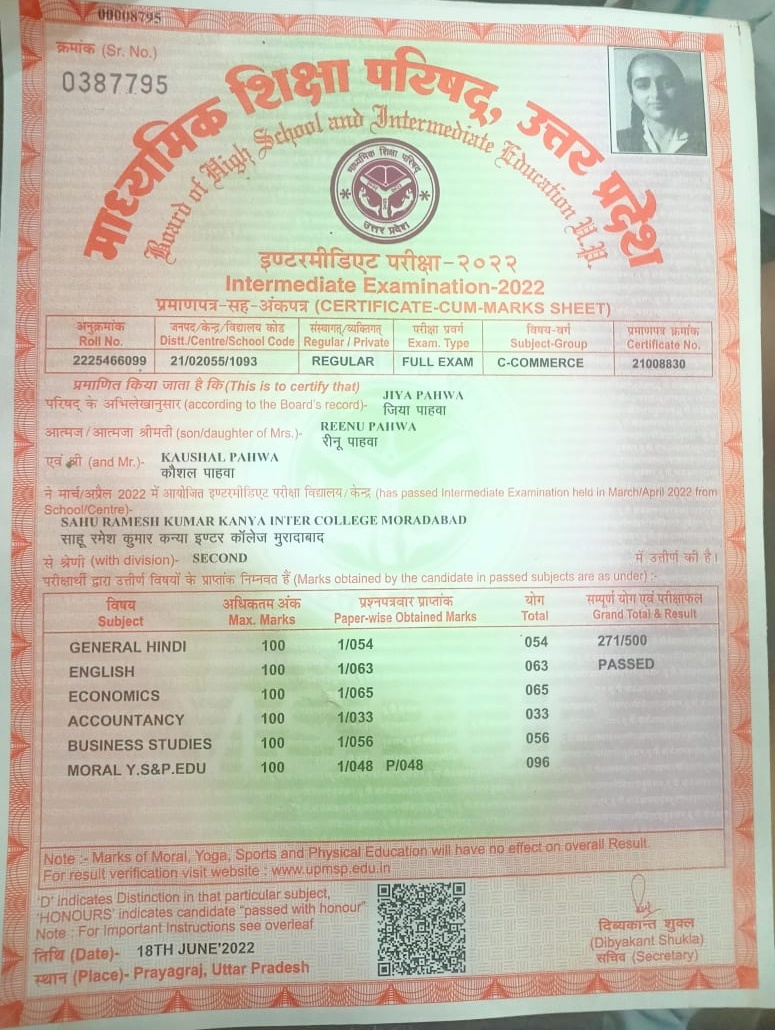 00008795
क्रमांक (Sr. No.)
0387795
माध्यमिक शिक्षा परिषद्, उत्तर प्रदेश
Board of High School and Intermediate Education U.P.
माध्यमिक शिक्षा परिषद
उत्तर प्रदेश
इण्टरमीडिएट परीक्षा-२०२२
Intermediate Examination-2022
प्रमाणपत्र-सह-अंकपत्र (CERTIFICATE-CUM-MARKS SHEET)
अनुक्रमांक जनपद/केन्द्र/विद्यालय कोड संस्थागत/व्यक्तिगत परीक्षा प्रवर्ग विषय-वर्ग प्रमाणपत्र क्रमांक
Roll No. Distt./Centre/School Code Regular / Private Exam. Type Subject-Group Certificate No.
2225466099 21/02055/1093 REGULAR FULL EXAM C-COMMERCE 21008830
प्रमाणित किया जाता है कि (This is to certify that)
JIYA PAHWA
परिषद् के अभिलेखानुसार (according to the Board's record)- जिया पाहवा
REENU PAHWA
आत्मज/आत्मजा श्रीमती (son/daughter of Mrs.)- रीनू पाहवा
एवं श्री (and Mr.)- KAUSHAL PAHWA
कौशल पाहवा
ने मार्च/अप्रैल 2022 में आयोजित इण्टरमीडिएट परीक्षा विद्यालय/केन्द्र (has passed Intermediate Examination held in March/April 2022 from
School/Centre)-
SAHU RAMESH KUMAR KANYA INTER COLLEGE MORADABAD
साहू रमेश कुमार कन्या इण्टर कॉलेज मुरादाबाद
से श्रेणी (with division)- SECOND में उत्तीर्ण की है।
परीक्षार्थी द्वारा उत्तीर्ण विषयों के प्राप्तांक निम्नवत हैं (Marks obtained by the candidate in passed subjects are as under) :-
विषय अधिकतम अंक प्रश्नपत्रवार प्राप्तांक योग सम्पूर्ण योग एवं परीक्षाफल
Subject Max. Marks Paper-wise Obtained Marks Total Grand Total & Result
GENERAL HINDI 100 1/054 054 271/500
ENGLISH 100 1/063 063 PASSED
ECONOMICS 100 1/065 065
ACCOUNTANCY 100 1/033 033
BUSINESS STUDIES 100 1/056 056
MORAL Y.S&P.EDU 100 1/048 P/048 096
Note :- Marks of Moral, Yoga, Sports and Physical Education will have no effect on overall Result.
For result verification visit website : www.upmsp.edu.in
'D' indicates Distinction in that particular subject,
'HONOURS' indicates candidate "passed with honour"
Note : For Important Instructions see overleaf
तिथि (Date)- 18TH JUNE'2022
स्थान (Place)- Prayagraj, Uttar Pradesh
दिब्यकान्त शुक्ल
(Dibyakant Shukla)
सचिव (Secretary)